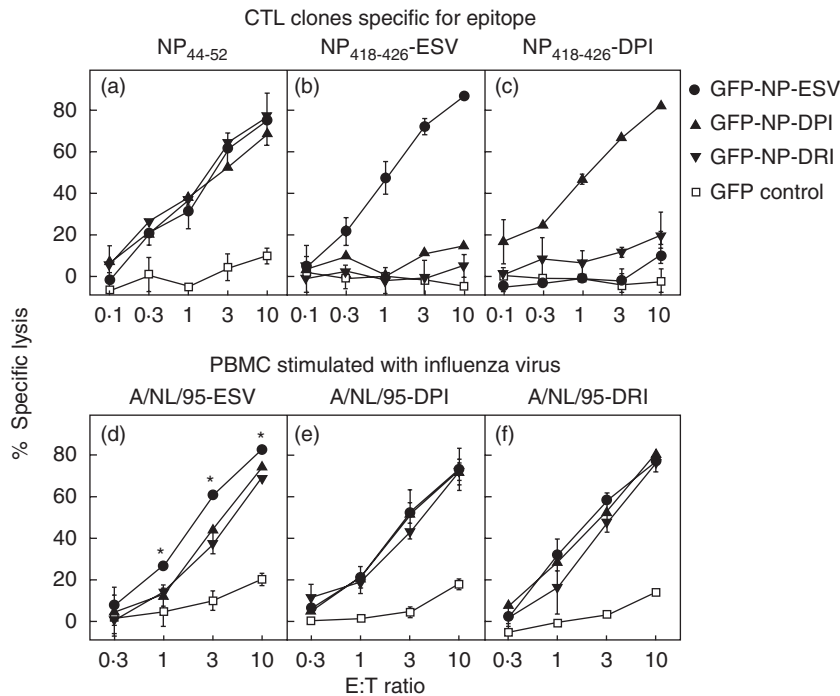 CTL clones specific for epitope
NP44-52 NP418-426-ESV NP418-426-DPI
(a) (b) (c)
GFP-NP-ESV
GFP-NP-DPI
GFP-NP-DRI
GFP control
80
60
40
20
0
0·1 0·3 1 3 10 0·1 0·3 1 3 10 0·1 0·3 1 3 10
% Specific lysis
PBMC stimulated with influenza virus
A/NL/95-ESV A/NL/95-DPI A/NL/95-DRI
(d) (e) (f)
* * *
80
60
40
20
0
0·3 1 3 10 0·3 1 3 10 0·3 1 3 10
E:T ratio